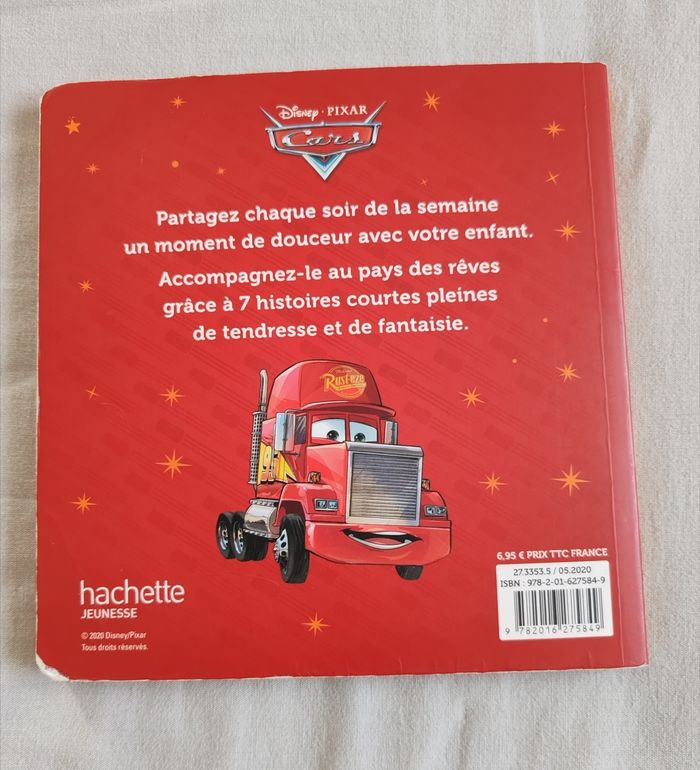 Disney · PIXAR
Cars
Partagez chaque soir de la semaine
un moment de douceur avec votre enfant.
Accompagnez-le au pays des rêves
grâce à 7 histoires courtes pleines
de tendresse et de fantaisie.
RUST-EZE
hachette
JEUNESSE
© 2020 Disney/Pixar
Tous droits réservés.
6,95 € PRIX TTC FRANCE
27.3353.5 / 05.2020
ISBN : 978-2-01-627584-9
9 782016 275849